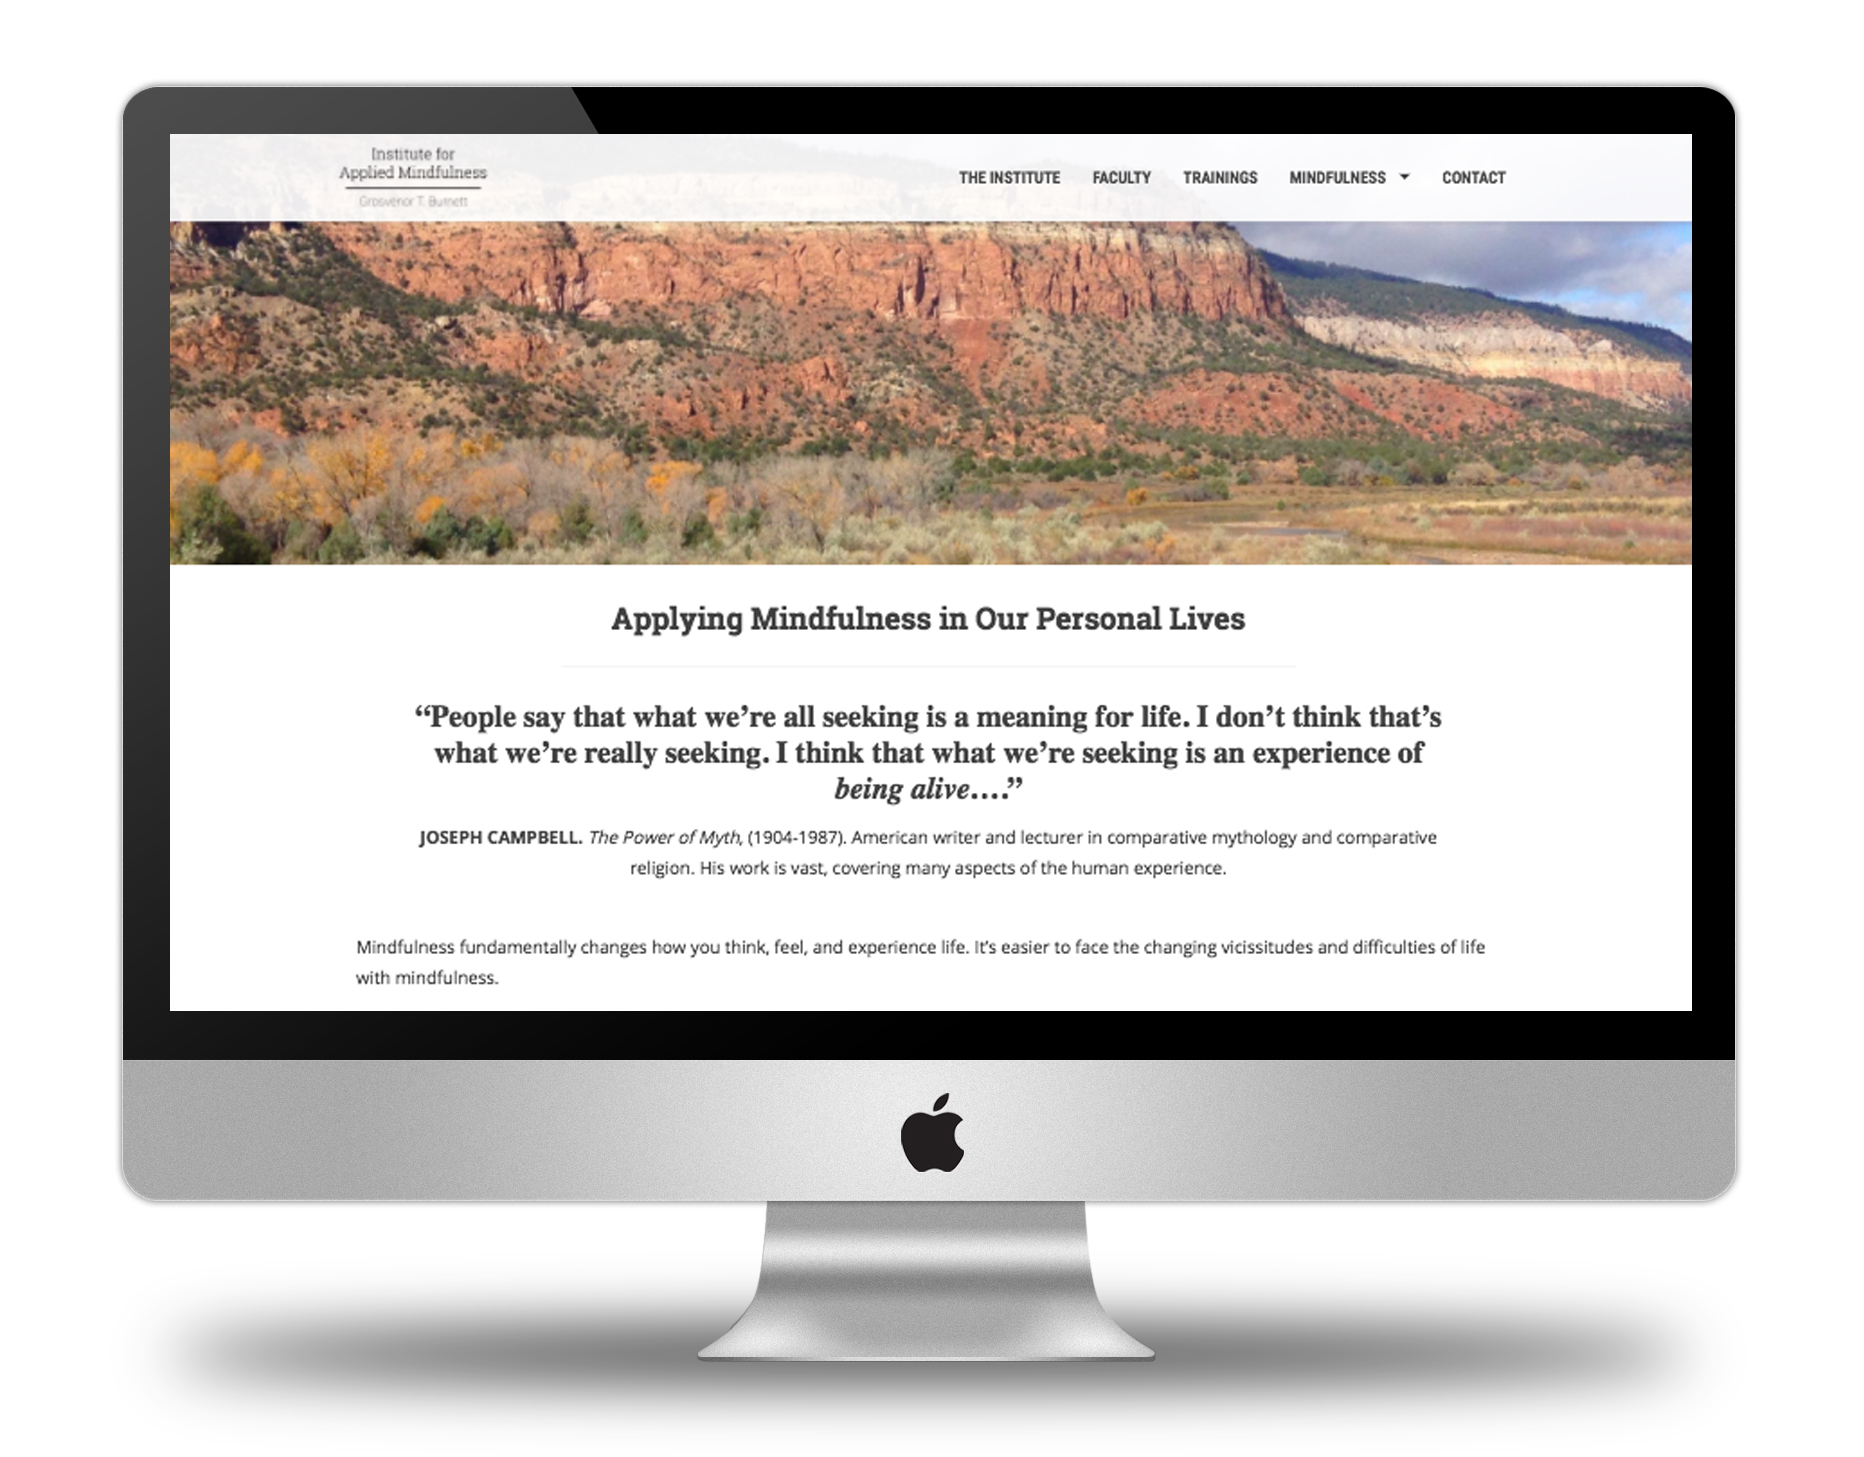 Institute for
Applied Mindfulness
Grosvenor T. Burnett
THE INSTITUTE FACULTY TRAININGS MINDFULNESS CONTACT
Applying Mindfulness in Our Personal Lives
“People say that what we’re all seeking is a meaning for life. I don’t think that’s
what we’re really seeking. I think that what we’re seeking is an experience of
being alive….”
JOSEPH CAMPBELL. The Power of Myth, (1904-1987). American writer and lecturer in comparative mythology and comparative
religion. His work is vast, covering many aspects of the human experience.
Mindfulness fundamentally changes how you think, feel, and experience life. It’s easier to face the changing vicissitudes and difficulties of life
with mindfulness.